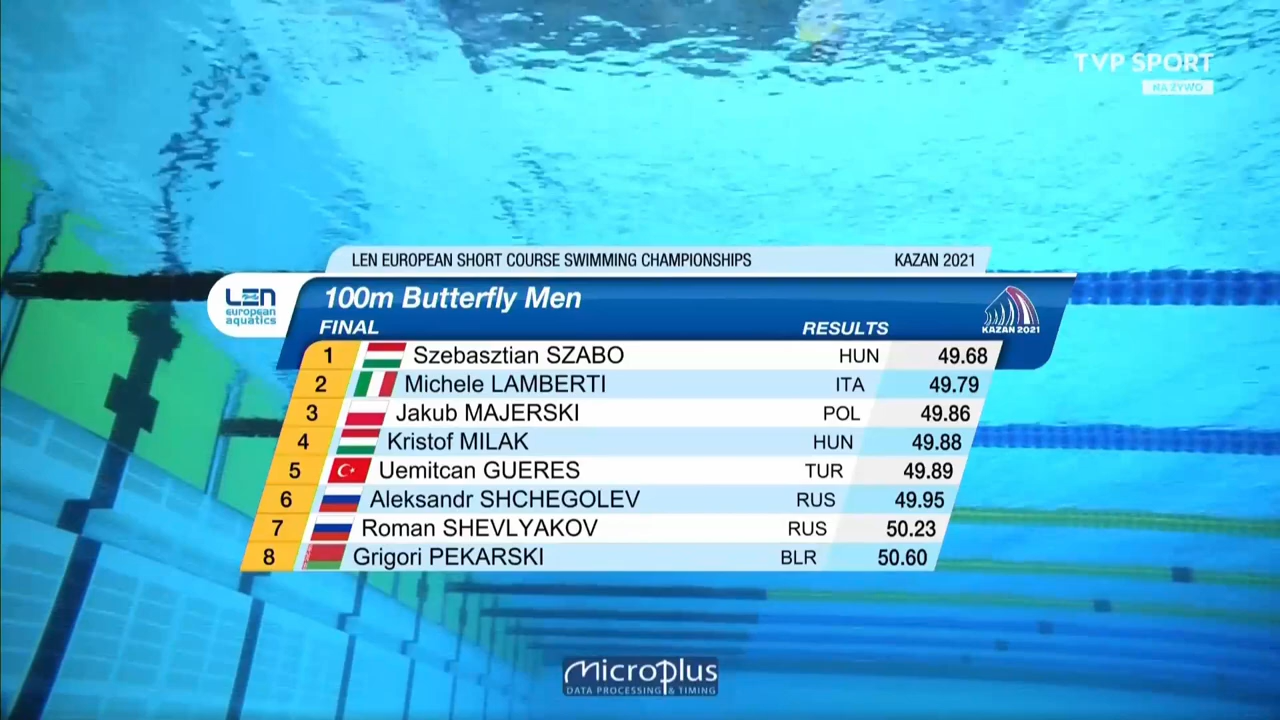 TVP SPORT
NA ŻYWO
LEN EUROPEAN SHORT COURSE SWIMMING CHAMPIONSHIPS KAZAN 2021
LEN
european
aquatics
100m Butterfly Men
KAZAN 2021
FINAL RESULTS
1 Szebasztian SZABO HUN 49.68
2 Michele LAMBERTI ITA 49.79
3 Jakub MAJERSKI POL 49.86
4 Kristof MILAK HUN 49.88
5 Uemitcan GUERES TUR 49.89
6 Aleksandr SHCHEGOLEV RUS 49.95
7 Roman SHEVLYAKOV RUS 50.23
8 Grigori PEKARSKI BLR 50.60
Microplus
DATA PROCESSING & TIMING